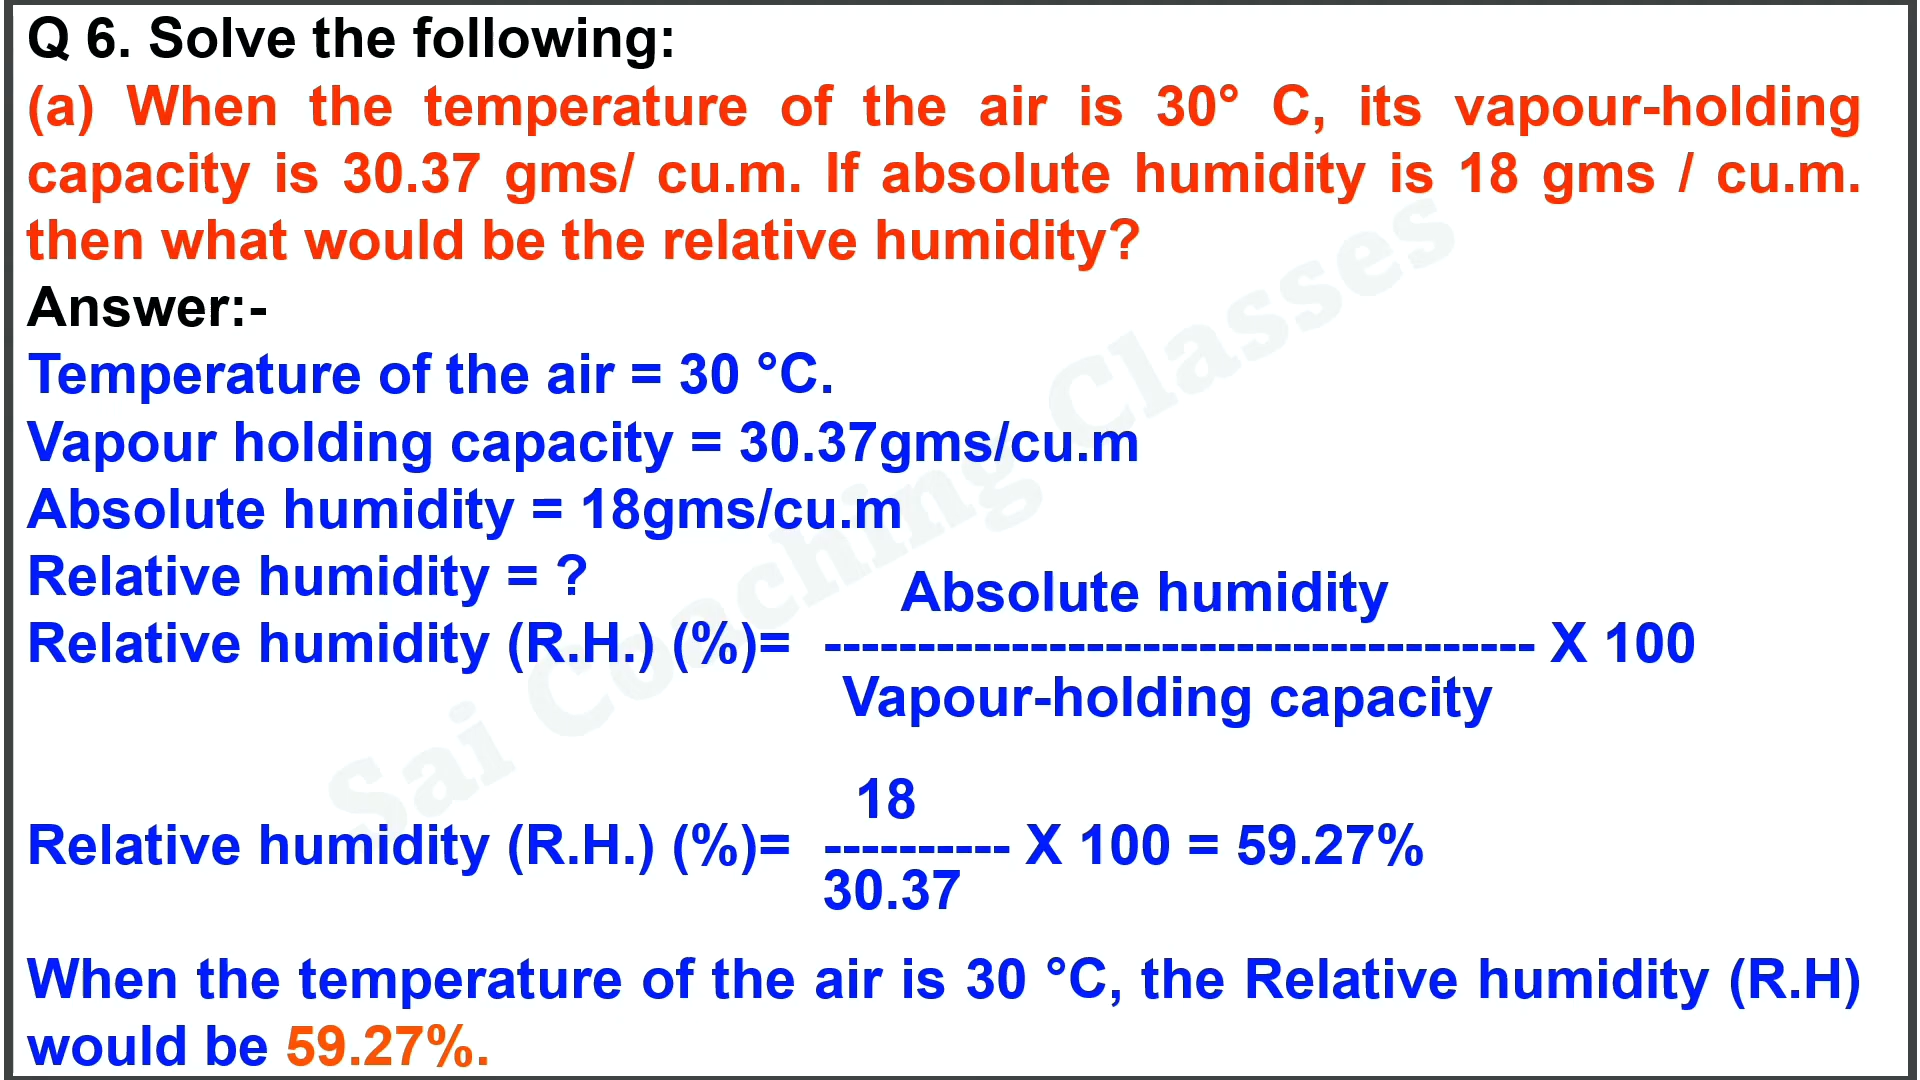 Q 6. Solve the following:
(a) When the temperature of the air is 30° C, its vapour-holding
capacity is 30.37 gms/ cu.m. If absolute humidity is 18 gms / cu.m.
then what would be the relative humidity?
Answer:-
Temperature of the air = 30 °C.
Vapour holding capacity = 30.37gms/cu.m
Absolute humidity = 18gms/cu.m
Relative humidity = ?
Absolute humidity
Relative humidity (R.H.) (%)= -------------------------------------- X 100
Vapour-holding capacity
18
Relative humidity (R.H.) (%)= ---------- X 100 = 59.27%
30.37
When the temperature of the air is 30 °C, the Relative humidity (R.H)
would be 59.27%.
Sai Coaching Classes